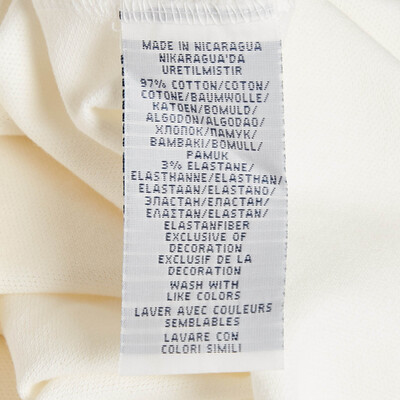 MADE IN NICARAGUA
NIKARAGUA'DA
URETILMISTIR
97% COTTON/COTON/
COTONE/BAUMWOLLE/
KATOEN/BOMULD/
ALGODON/ALGODAO/
ХЛОПОК/ПАМУК/
BAMBAKI/BOMULL/
PAMUK
3% ELASTANE/
ELASTHANNE/ELASTHAN/
ELASTAAN/ELASTANO/
ЭЛАСТАН/ЕЛАСТАН/
ΕΛΑΣΤΑΝ/ELASTAN/
ELASTANFIBER
EXCLUSIVE OF
DECORATION
EXCLUSIF DE LA
DECORATION
WASH WITH
LIKE COLORS
LAVER AVEC COULEURS
SEMBLABLES
LAVARE CON
COLORI SIMILI